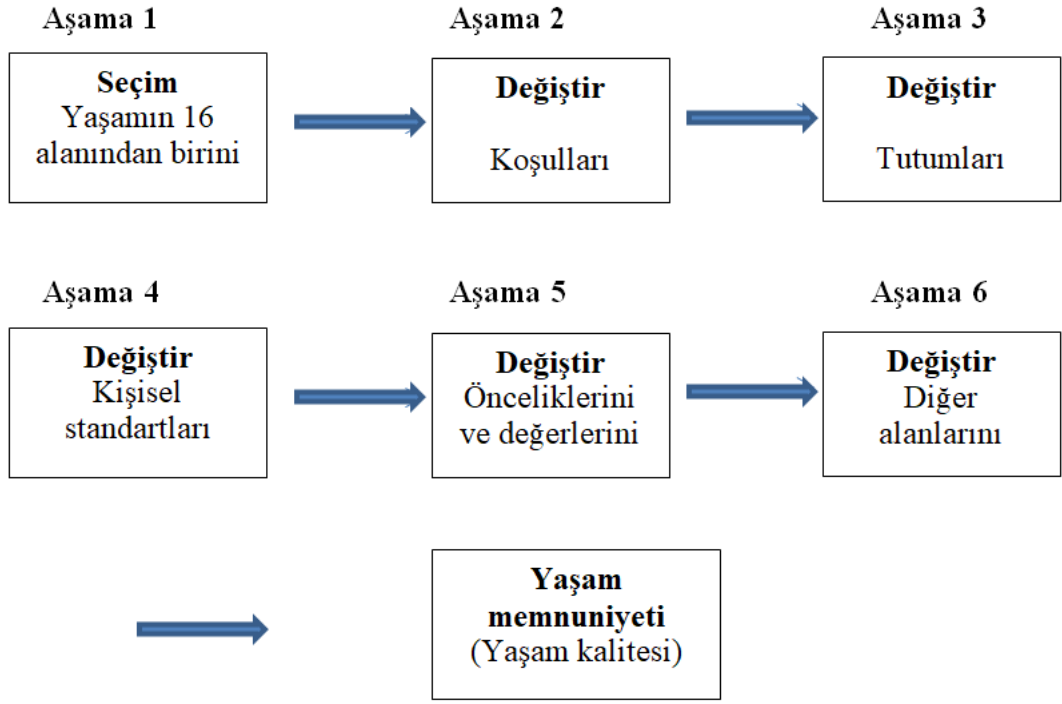 Aşama 1
Aşama 2
Aşama 3
Seçim
Yaşamın 16
alanından birini
Değiştir
Koşulları
Değiştir
Tutumları
Aşama 4
Aşama 5
Aşama 6
Değiştir
Kişisel
standartları
Değiştir
Önceliklerini
ve değerlerini
Değiştir
Diğer
alanlarını
Yaşam
memnuniyeti
(Yaşam kalitesi)